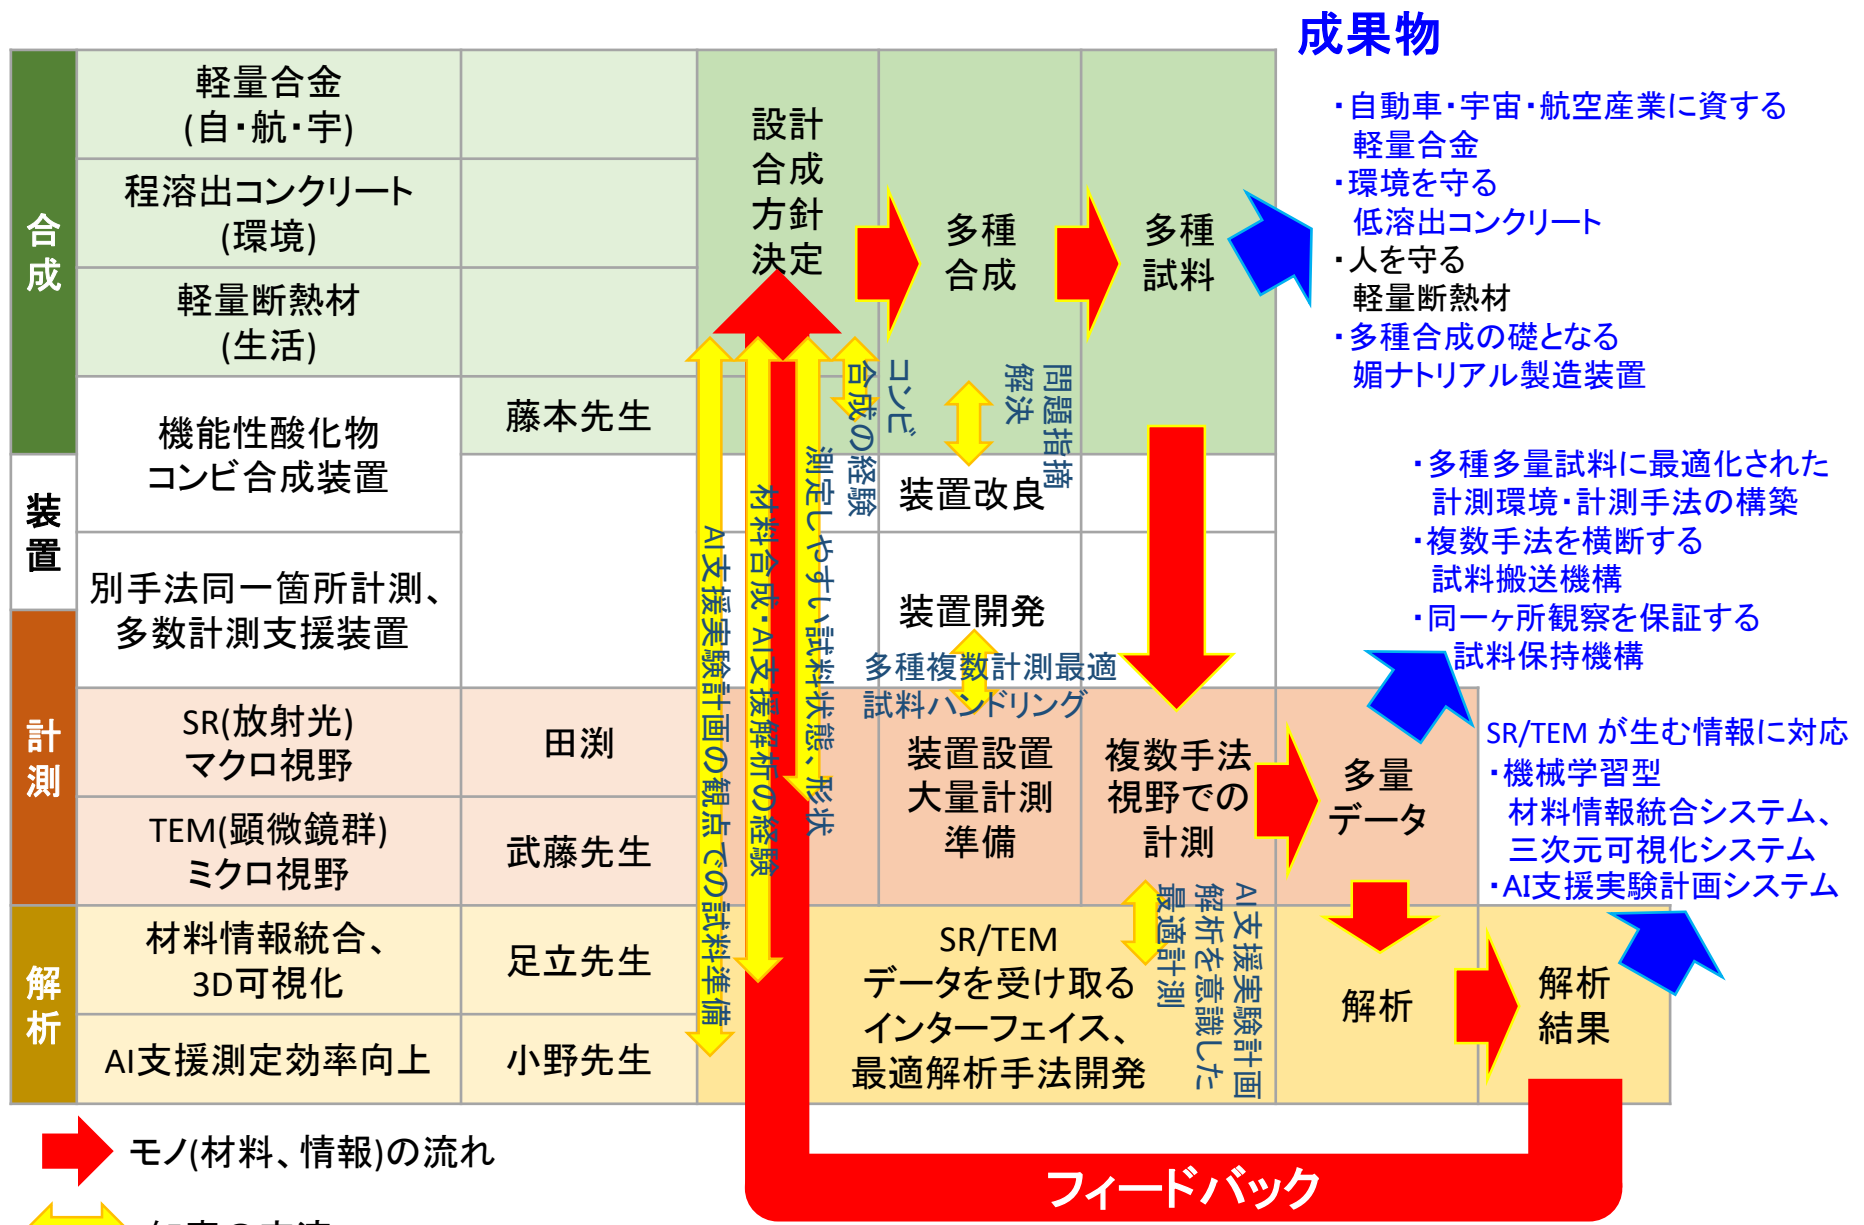 成果物
合成
装置
計測
解析
軽量合金
(自・航・宇)
程溶出コンクリート
(環境)
軽量断熱材
(生活)
機能性酸化物
コンビ合成装置
別手法同一箇所計測、
多数計測支援装置
SR(放射光)
マクロ視野
TEM(顕微鏡群)
ミクロ視野
材料情報統合、
3D可視化
AI支援測定効率向上
藤本先生
田渕
武藤先生
足立先生
小野先生
設計
合成
方針
決定
多種
合成
多種
試料
コンビ
合成の経験
問題指摘
解決
測定しやすい試料状態、形状
材料合成・AI支援解析の経験
AI支援実験計画の観点での試料準備
装置改良
装置開発
多種複数計測最適
試料ハンドリング
装置設置
大量計測
準備
複数手法
視野での
計測
多量
データ
AI支援実験計画
解析を意識した
最適計測
SR/TEM
データを受け取る
インターフェイス、
最適解析手法開発
解析
解析
結果
・自動車・宇宙・航空産業に資する
軽量合金
・環境を守る
低溶出コンクリート
・人を守る
軽量断熱材
・多種合成の礎となる
媚ナトリアル製造装置
・多種多量試料に最適化された
計測環境・計測手法の構築
・複数手法を横断する
試料搬送機構
・同一ヶ所観察を保証する
試料保持機構
SR/TEM が生む情報に対応
・機械学習型
材料情報統合システム、
三次元可視化システム
・AI支援実験計画システム
モノ(材料、情報)の流れ
フィードバック